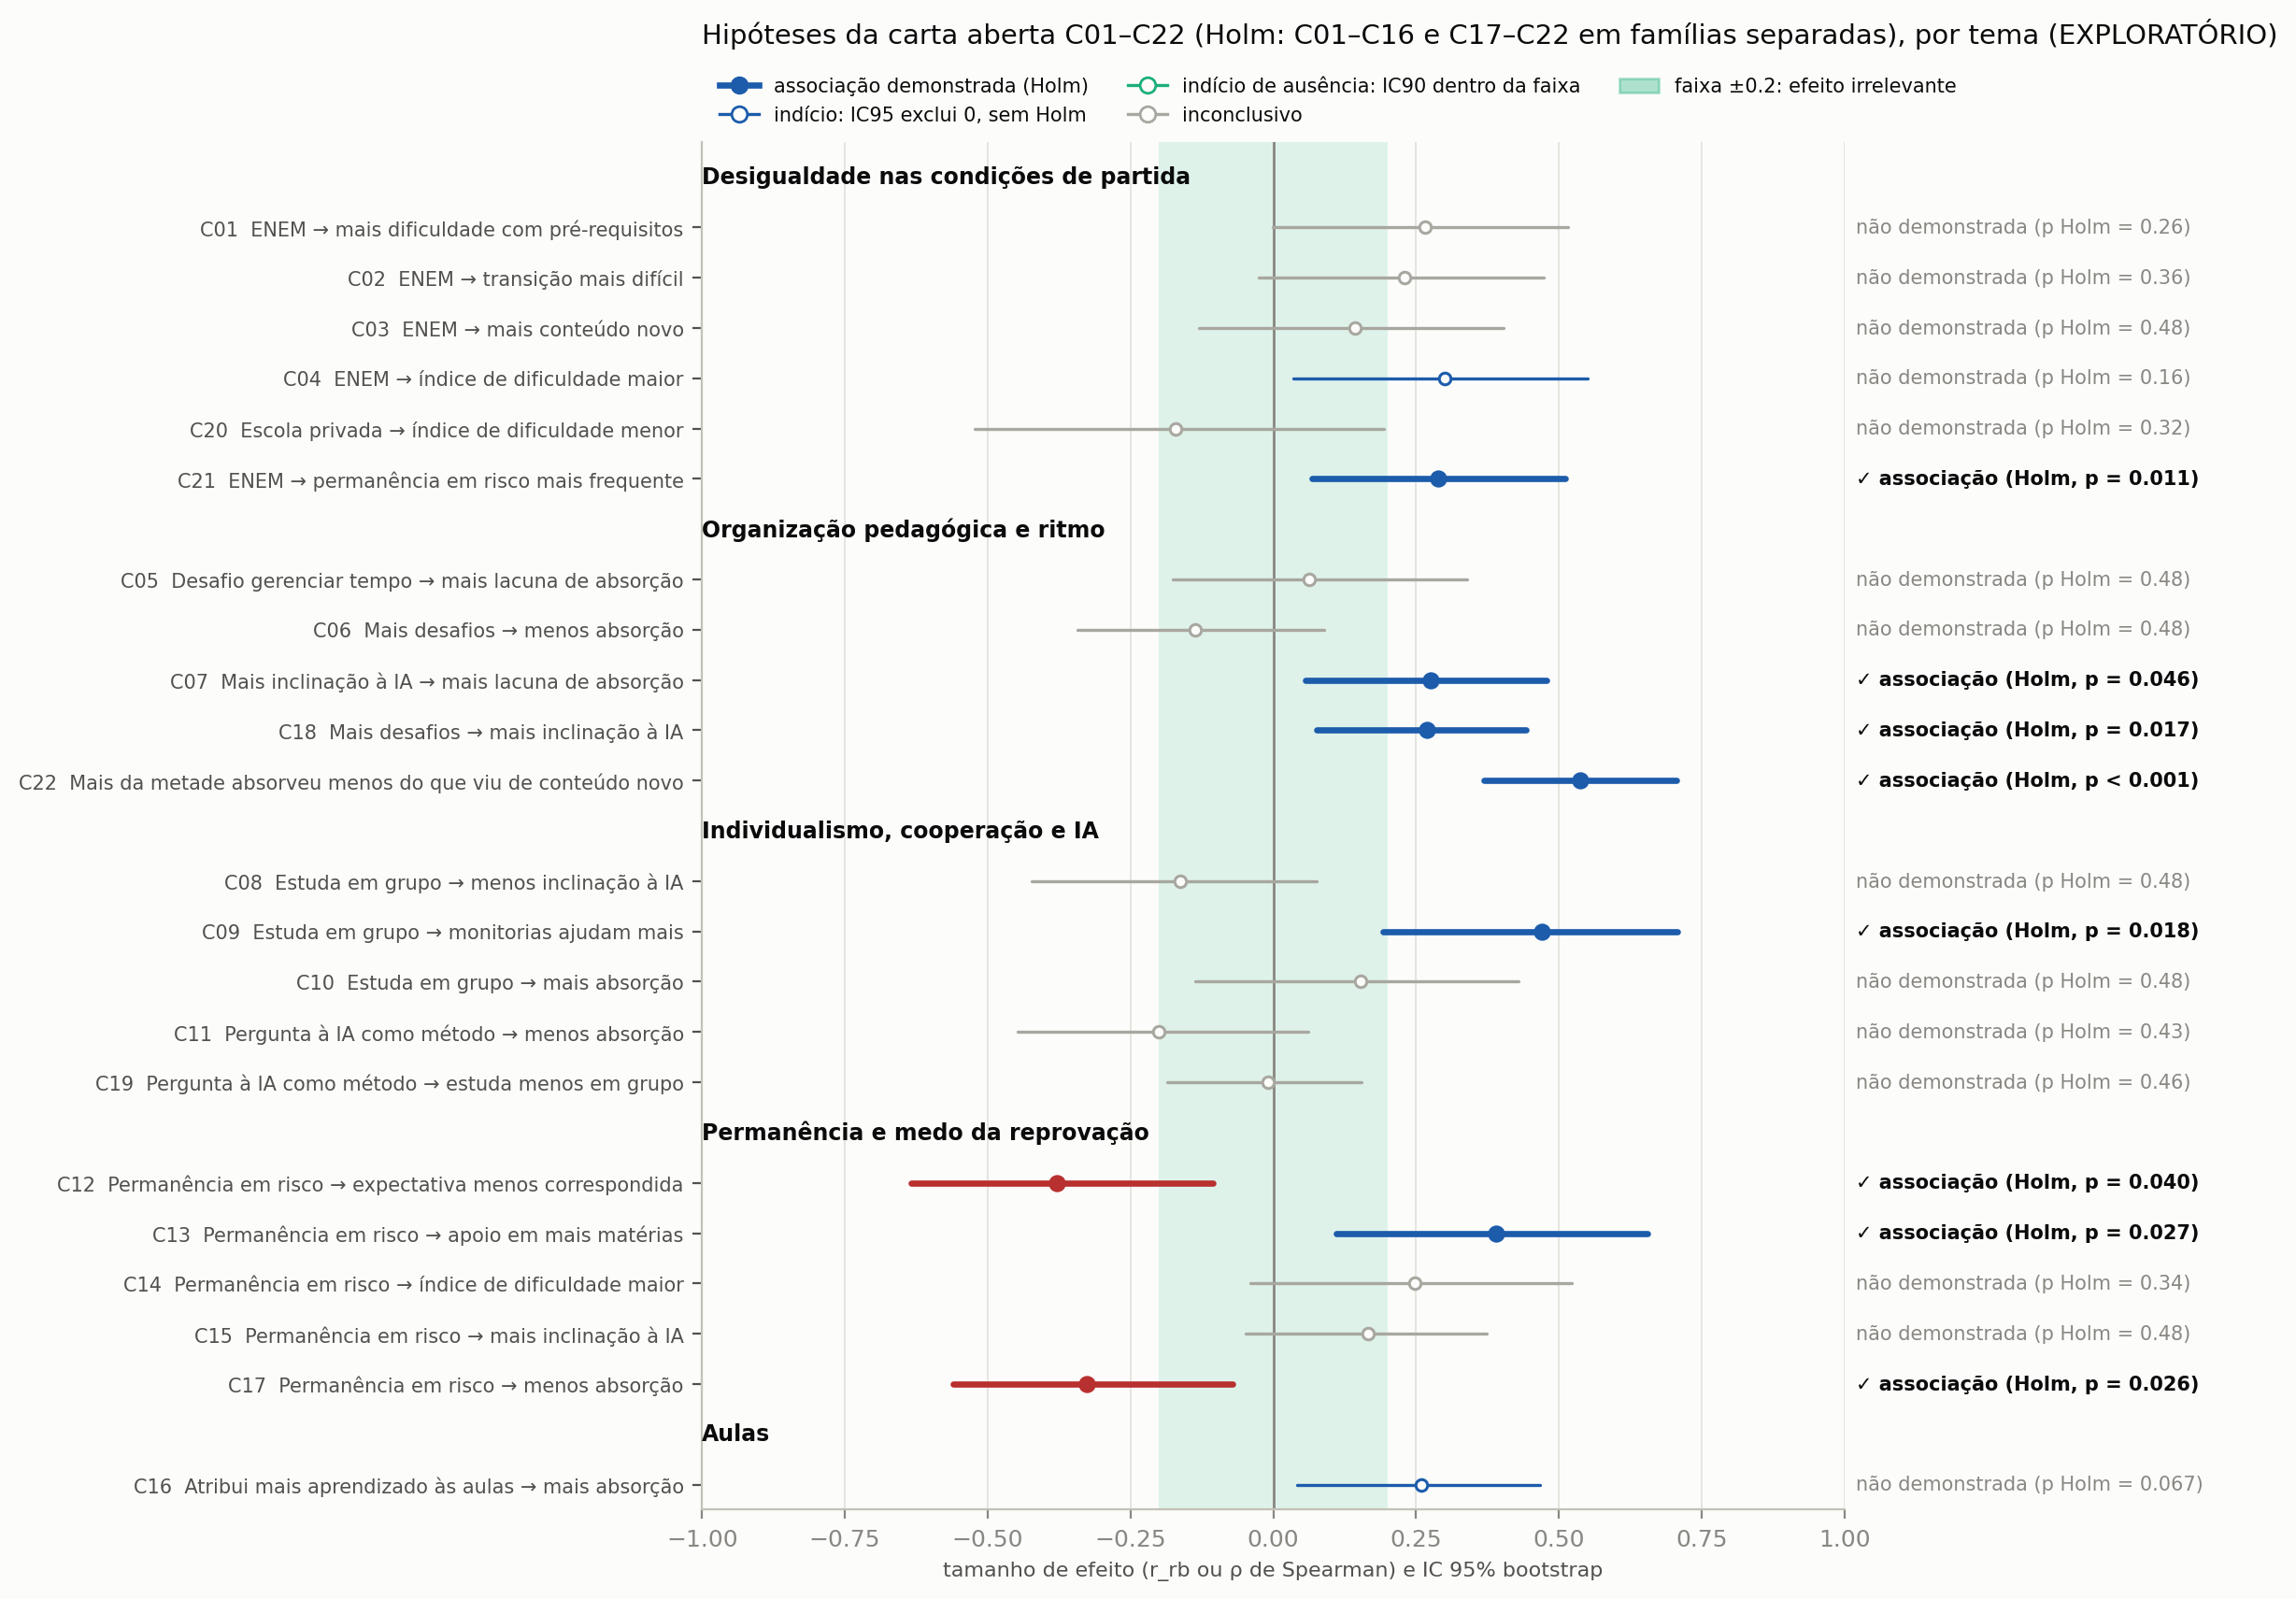 Hipóteses da carta aberta C01–C22 (Holm: C01–C16 e C17–C22 em famílias separadas), por tema (EXPLORATÓRIO)
associação demonstrada (Holm)
indício: IC95 exclui 0, sem Holm
indício de ausência: IC90 dentro da faixa
inconclusivo
faixa ±0.2: efeito irrelevante
Desigualdade nas condições de partida
C01 ENEM → mais dificuldade com pré-requisitos não demonstrada (p Holm = 0.26)
C02 ENEM → transição mais difícil não demonstrada (p Holm = 0.36)
C03 ENEM → mais conteúdo novo não demonstrada (p Holm = 0.48)
C04 ENEM → índice de dificuldade maior não demonstrada (p Holm = 0.16)
C20 Escola privada → índice de dificuldade menor não demonstrada (p Holm = 0.32)
C21 ENEM → permanência em risco mais frequente ✓ associação (Holm, p = 0.011)
Organização pedagógica e ritmo
C05 Desafio gerenciar tempo → mais lacuna de absorção não demonstrada (p Holm = 0.48)
C06 Mais desafios → menos absorção não demonstrada (p Holm = 0.48)
C07 Mais inclinação à IA → mais lacuna de absorção ✓ associação (Holm, p = 0.046)
C18 Mais desafios → mais inclinação à IA ✓ associação (Holm, p = 0.017)
C22 Mais da metade absorveu menos do que viu de conteúdo novo ✓ associação (Holm, p < 0.001)
Individualismo, cooperação e IA
C08 Estuda em grupo → menos inclinação à IA não demonstrada (p Holm = 0.48)
C09 Estuda em grupo → monitorias ajudam mais ✓ associação (Holm, p = 0.018)
C10 Estuda em grupo → mais absorção não demonstrada (p Holm = 0.48)
C11 Pergunta à IA como método → menos absorção não demonstrada (p Holm = 0.43)
C19 Pergunta à IA como método → estuda menos em grupo não demonstrada (p Holm = 0.46)
Permanência e medo da reprovação
C12 Permanência em risco → expectativa menos correspondida ✓ associação (Holm, p = 0.040)
C13 Permanência em risco → apoio em mais matérias ✓ associação (Holm, p = 0.027)
C14 Permanência em risco → índice de dificuldade maior não demonstrada (p Holm = 0.34)
C15 Permanência em risco → mais inclinação à IA não demonstrada (p Holm = 0.48)
C17 Permanência em risco → menos absorção ✓ associação (Holm, p = 0.026)
Aulas
C16 Atribui mais aprendizado às aulas → mais absorção não demonstrada (p Holm = 0.067)
−1.00 −0.75 −0.50 −0.25 0.00 0.25 0.50 0.75 1.00
tamanho de efeito (r_rb ou ρ de Spearman) e IC 95% bootstrap